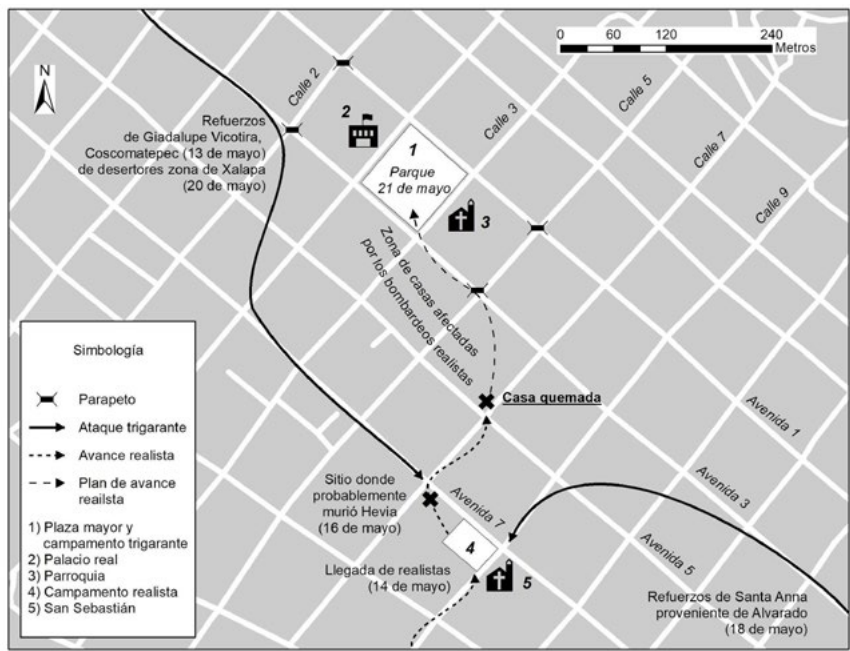 0 60 120 240
Metros
N
Calle 2
Calle 3
Calle 5
Calle 7
Calle 9
Refuerzos
de Giadalupe Vicotira,
Coscomatepec (13 de mayo)
de desertores zona de Xalapa
(20 de mayo)
2
1
Parque
21 de mayo
3
Zona de casas afectadas
por los bombardeos realistas
Casa quemada
Avenida 1
Avenida 3
Avenida 5
Avenida 7
Sitio donde
probablemente
murió Hevia
(16 de mayo)
4
Llegada de realistas
(14 de mayo)
5
Refuerzos de Santa Anna
proveniente de Alvarado
(18 de mayo)
Simbología
Parapeto
Ataque trigarante
Avance realista
Plan de avance
reailsta
1) Plaza mayor y
campamento trigarante
2) Palacio real
3) Parroquia
4) Campamento realista
5) San Sebastián